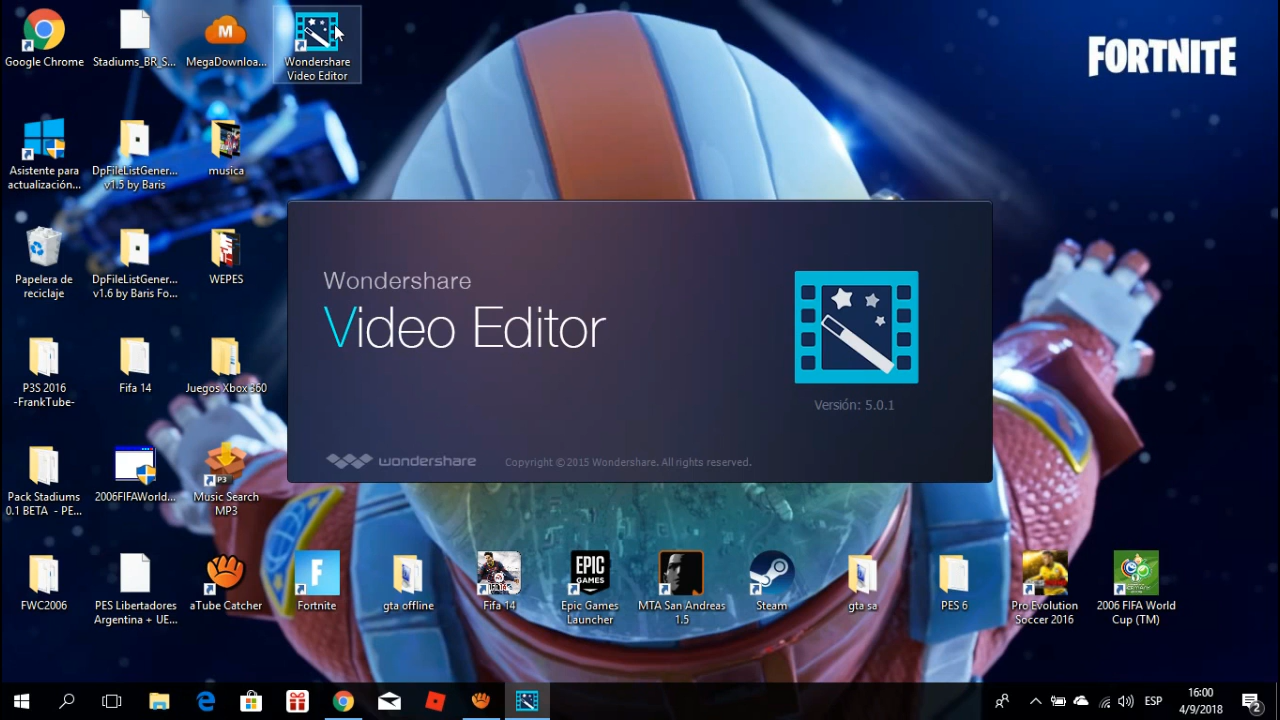 Google Chrome
Stadiums_BR_S...
MegaDownloa...
Wondershare
Video Editor
FORTNITE
Asistente para
actualización...
DpFileListGener...
v1.5 by Baris
musica
Papelera de
reciclaje
DpFileListGener...
v1.6 by Baris Fo...
WEPES
Wondershare
Video Editor
Versión: 5.0.1
wondershare
Copyright © 2015 Wondershare. All rights reserved.
P3S 2016
-FrankTube-
Fifa 14
Juegos Xbox 360
Pack Stadiums
0.1 BETA - PE...
2006FIFAWorld...
P3
Music Search
MP3
FWC2006
PES Libertadores
Argentina + UE...
aTube Catcher
F
Fortnite
gta offline
Fifa 14
EPIC
GAMES
Epic Games
Launcher
MTA San Andreas
1.5
Steam
gta sa
PES 6
Pro Evolution
Soccer 2016
2006 FIFA World
Cup (TM)
ESP
16:00
4/9/2018
2